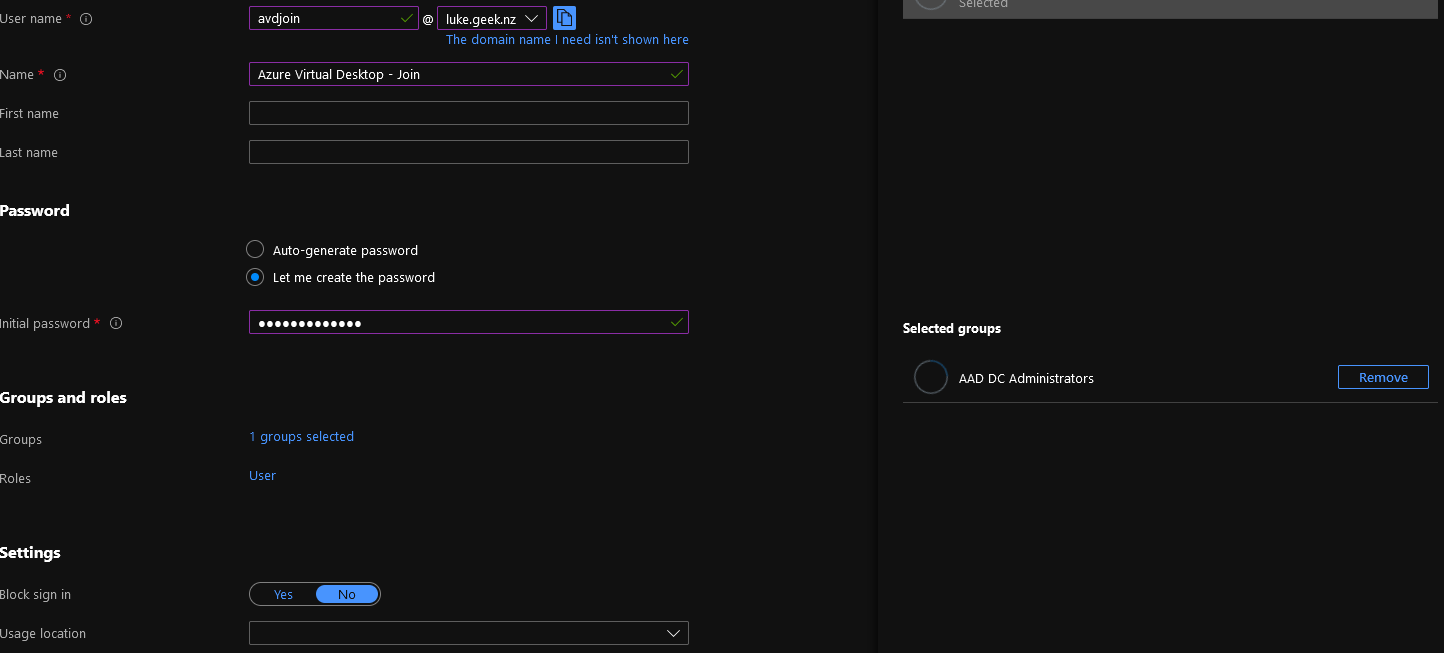 User name *
avdjoin
@
luke.geek.nz
The domain name I need isn't shown here
Name *
Azure Virtual Desktop - Join
First name
Last name
Password
Auto-generate password
Let me create the password
Initial password *
●●●●●●●●●●●●●
Groups and roles
Groups
1 groups selected
Roles
User
Settings
Block sign in
Yes
No
Usage location
Selected
Selected groups
AAD DC Administrators
Remove